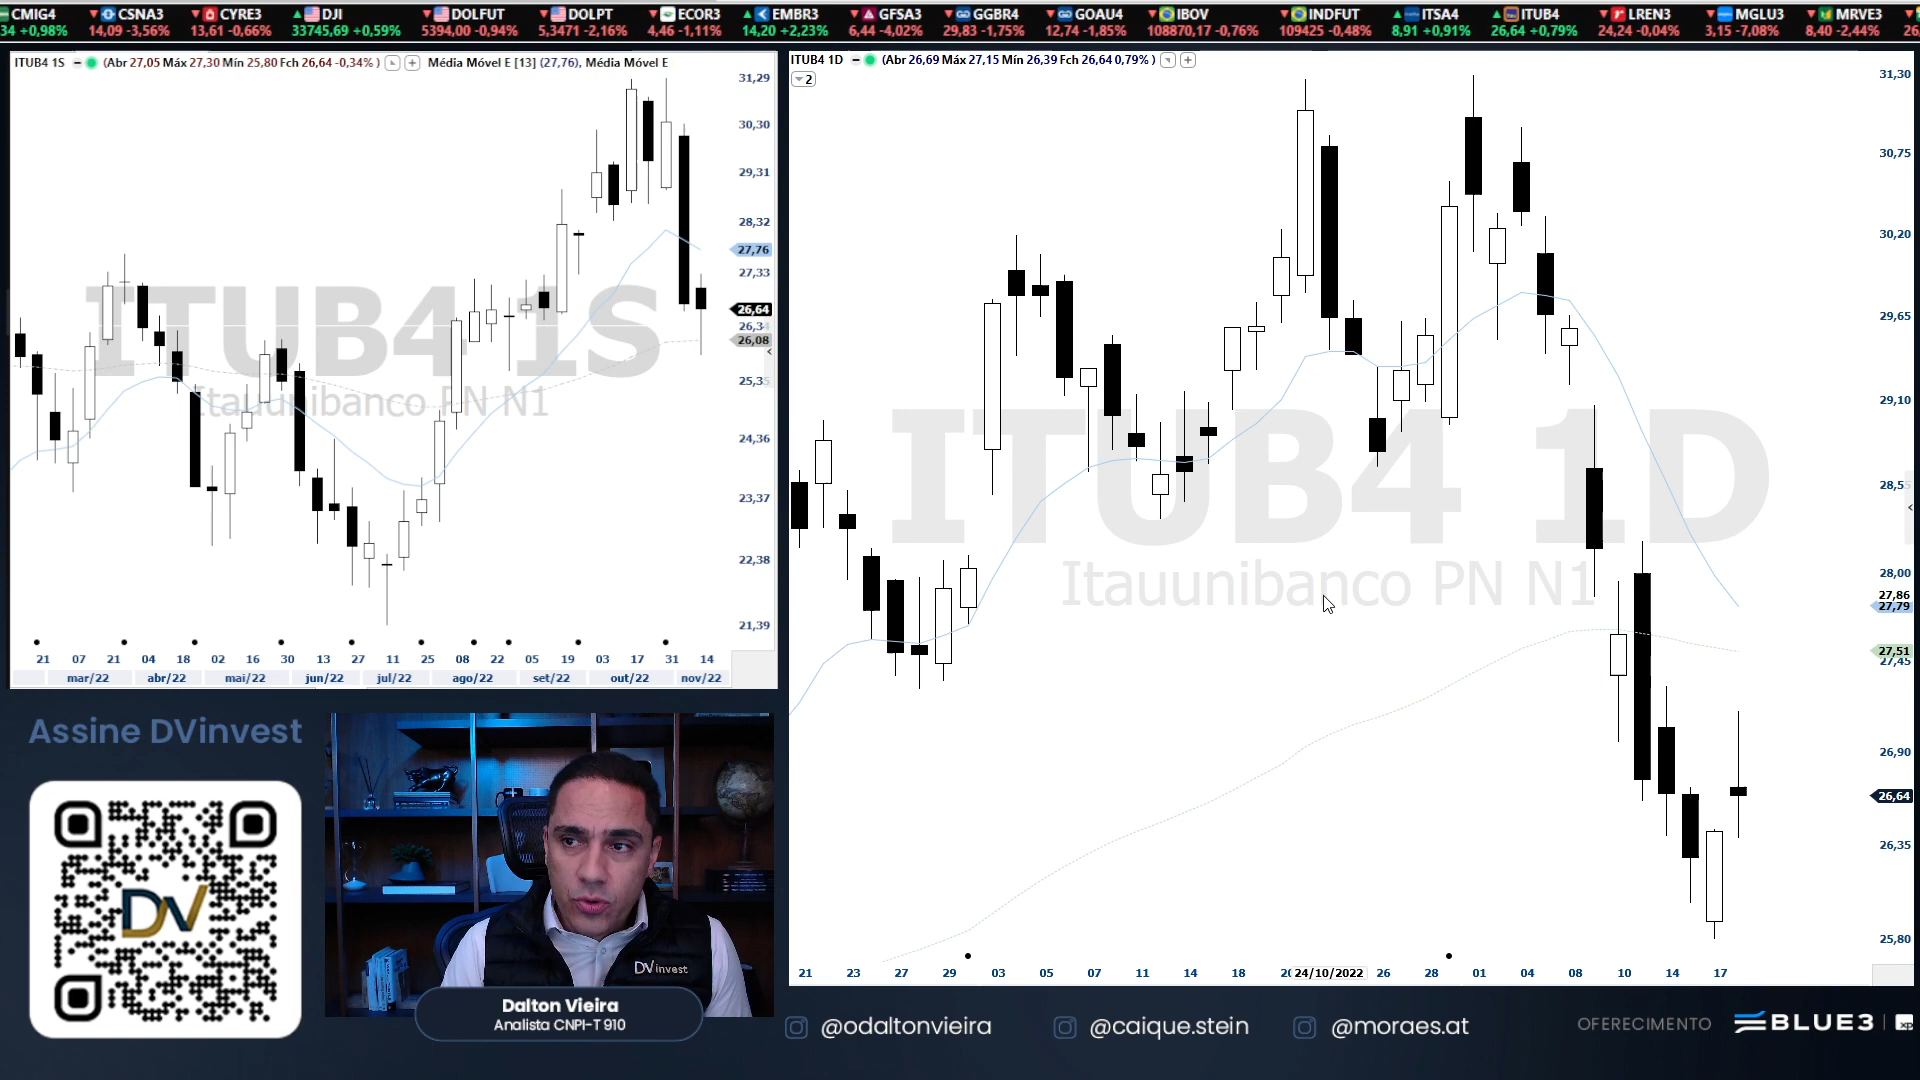 CMIG4 CSNA3 CYRE3 DJI DOLFUT DOLPT ECOR3 EMBR3 GFSA3 GGBR4 GOAU4 IBOV INDFUT ITSA4 ITUB4 LREN3 MGLU3 MRVE3
34 +0,98% 14,09 -3,56% 13,61 -0,66% 33745,69 +0,59% 5394,00 -0,94% 5,3471 -2,16% 4,46 -1,11% 14,20 +2,23% 6,44 -4,02% 29,83 -1,75% 12,74 -1,85% 108870,17 -0,76% 109425 -0,48% 8,91 +0,91% 26,64 +0,79% 24,24 -0,04% 3,15 -7,08% 8,40 -2,44% 26,
ITUB4 1S (Abr 27,05 Máx 27,30 Mín 25,80 Fch 26,64 -0,34% ) Média Móvel E [13] (27,76), Média Móvel E
31,29
30,30
29,31
28,32
27,76
27,33
26,64
26,34
26,08
25,35
24,36
23,37
22,38
21,39
ITUB4 1S
Itauunibanco PN N1
21 07 21 04 18 02 16 30 13 27 11 25 08 22 05 19 03 17 31 14
mar/22 abr/22 mai/22 jun/22 jul/22 ago/22 set/22 out/22 nov/22
ITUB4 1D (Abr 26,69 Máx 27,15 Mín 26,39 Fch 26,64 0,79% )
2
31,30
30,75
30,20
29,65
29,10
28,55
28,00
27,86
27,79
27,51
27,45
26,90
26,64
26,35
25,80
ITUB4 1D
Itauunibanco PN N1
21 23 27 29 03 05 07 11 14 18 20 24/10/2022 26 28 01 04 08 10 14 17
Assine DVinvest
DV
DVinvest
Dalton Vieira
Analista CNPI-T 910
@odaltonvieira @caique.stein @moraes.at
OFERECIMENTO BLUE3 xp